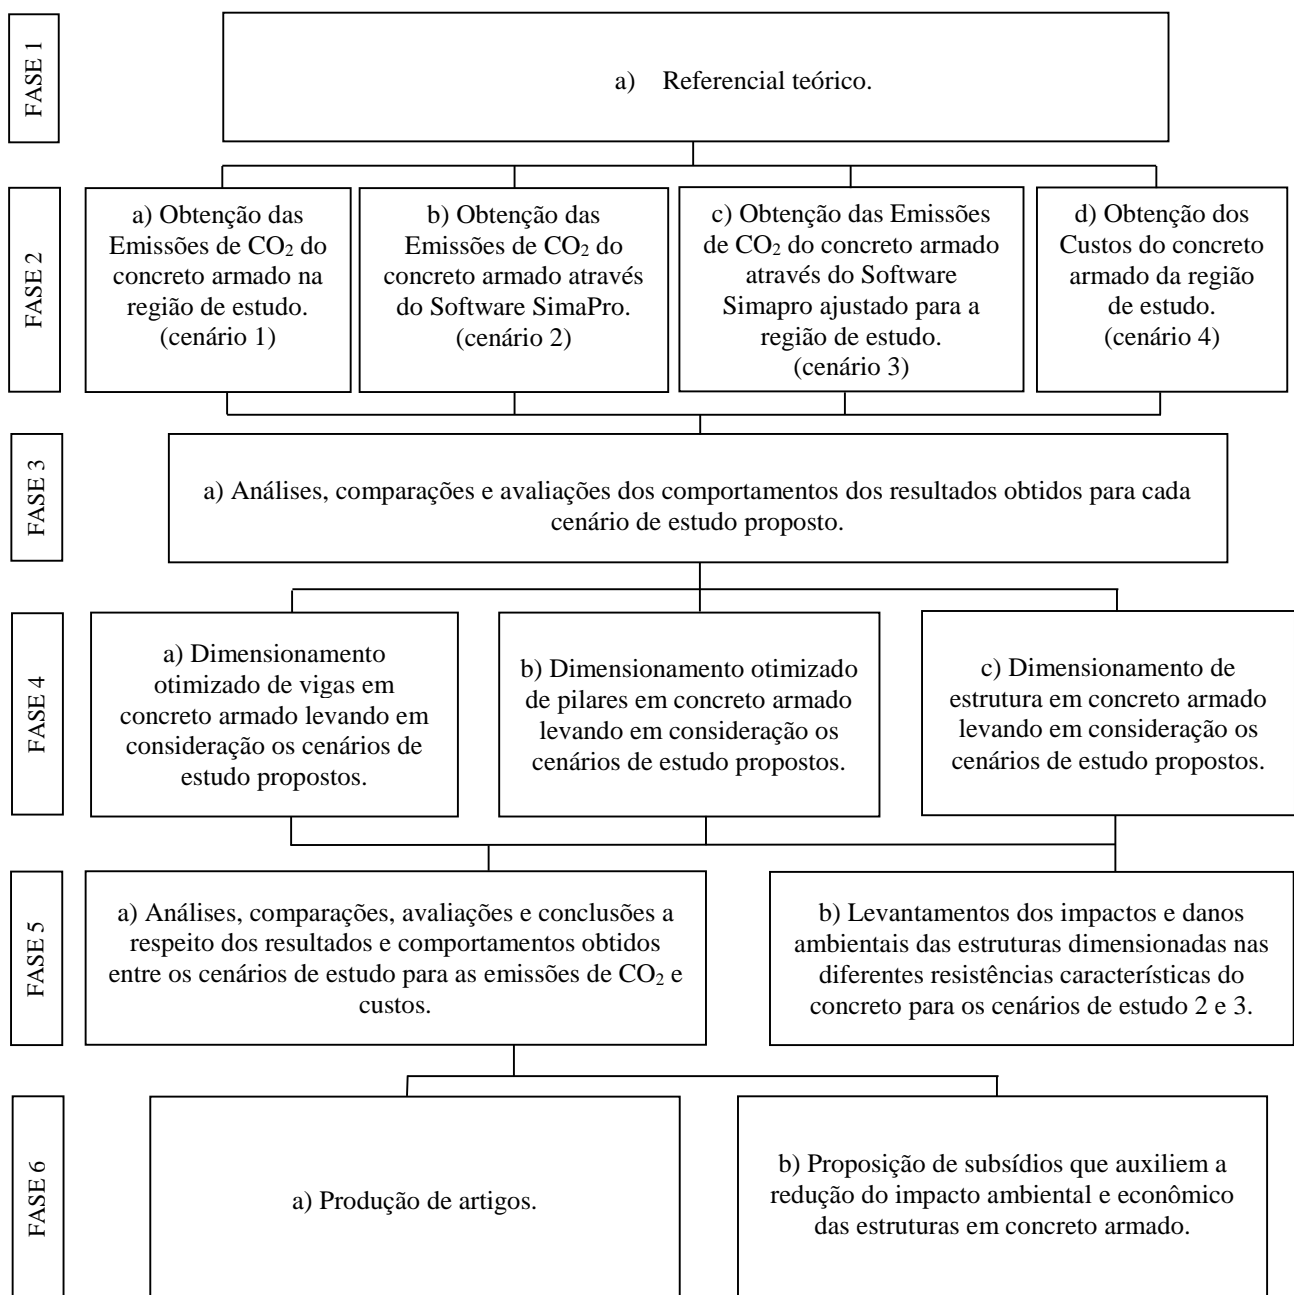 FASE 1
a) Referencial teórico.
FASE 2
a) Obtenção das
Emissões de CO₂ do
concreto armado na
região de estudo.
(cenário 1)
b) Obtenção das
Emissões de CO₂ do
concreto armado através
do Software SimaPro.
(cenário 2)
c) Obtenção das Emissões
de CO₂ do concreto armado
através do Software
Simapro ajustado para a
região de estudo.
(cenário 3)
d) Obtenção dos
Custos do concreto
armado da região
de estudo.
(cenário 4)
FASE 3
a) Análises, comparações e avaliações dos comportamentos dos resultados obtidos para cada
cenário de estudo proposto.
FASE 4
a) Dimensionamento
otimizado de vigas em
concreto armado levando em
consideração os cenários de
estudo propostos.
b) Dimensionamento otimizado
de pilares em concreto armado
levando em consideração os
cenários de estudo propostos.
c) Dimensionamento de
estrutura em concreto armado
levando em consideração os
cenários de estudo propostos.
FASE 5
a) Análises, comparações, avaliações e conclusões a
respeito dos resultados e comportamentos obtidos
entre os cenários de estudo para as emissões de CO₂ e
custos.
b) Levantamentos dos impactos e danos
ambientais das estruturas dimensionadas nas
diferentes resistências características do
concreto para os cenários de estudo 2 e 3.
FASE 6
a) Produção de artigos.
b) Proposição de subsídios que auxiliem a
redução do impacto ambiental e econômico
das estruturas em concreto armado.